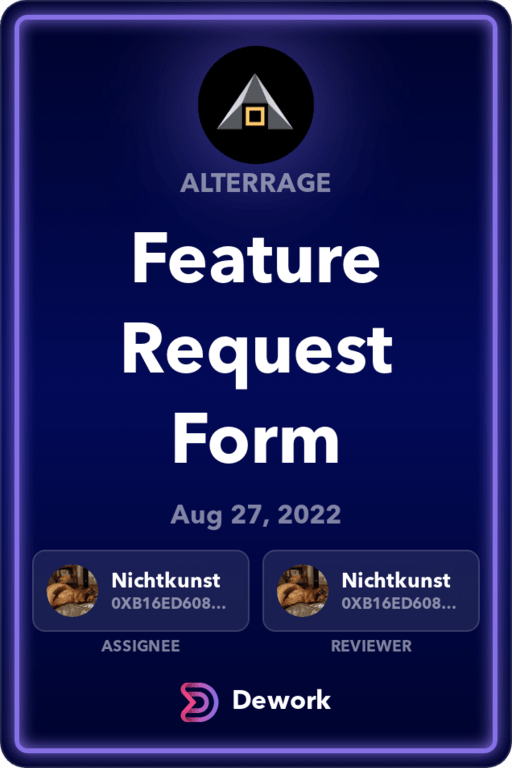 ALTERRAGE
Feature
Request
Form
Aug 27, 2022
Nichtkunst
0XB16ED608...
ASSIGNEE
Nichtkunst
0XB16ED608...
REVIEWER
Dework